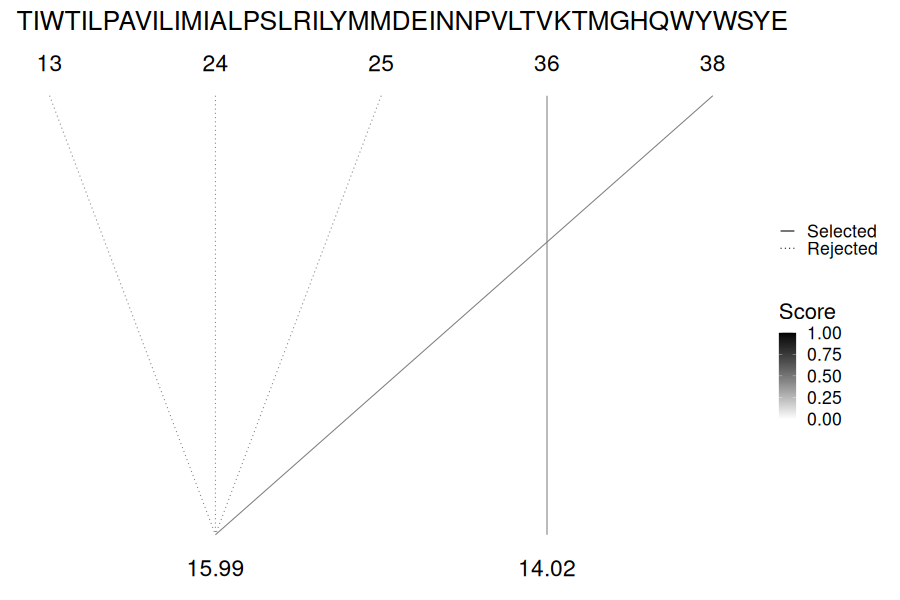 TIWTILPAVILIMIALPSLRILYMMDEINNPVLTVKTMGHQWYWSYE
13 24 25 36 38
Selected
Rejected
Score
1.00
0.75
0.50
0.25
0.00
15.99 14.02